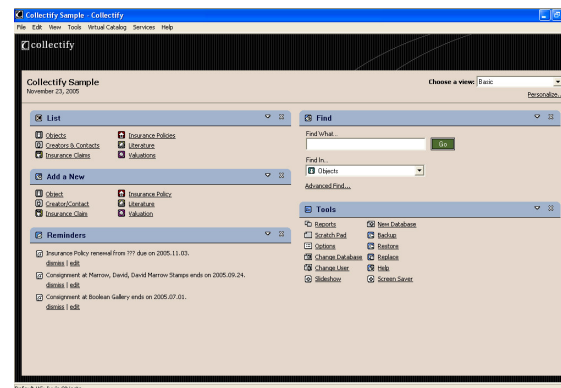 Collectify Sample - Collectify
File Edit View Tools Virtual Catalog Services Help
collectify
Collectify Sample
November 23, 2005
Choose a view: Basic
Personalize...
List
Objects
Creators & Contacts
Insurance Claims
Insurance Policies
Literature
Valuations
Add a New
Object
Creator/Contact
Insurance Claim
Insurance Policy
Literature
Valuation
Reminders
Insurance Policy renewal from ??? due on 2005.11.03.
dismiss | edit
Consignment at Marrow, David, David Marrow Stamps ends on 2005.09.24.
dismiss | edit
Consignment at Boolean Gallery ends on 2005.07.01.
dismiss | edit
Find
Find What...
Go
Find In...
Objects
Advanced Find...
Tools
Reports
Scratch Pad
Options
Change Database
Change User
Slideshow
New Database
Backup
Restore
Replace
Help
Screen Saver